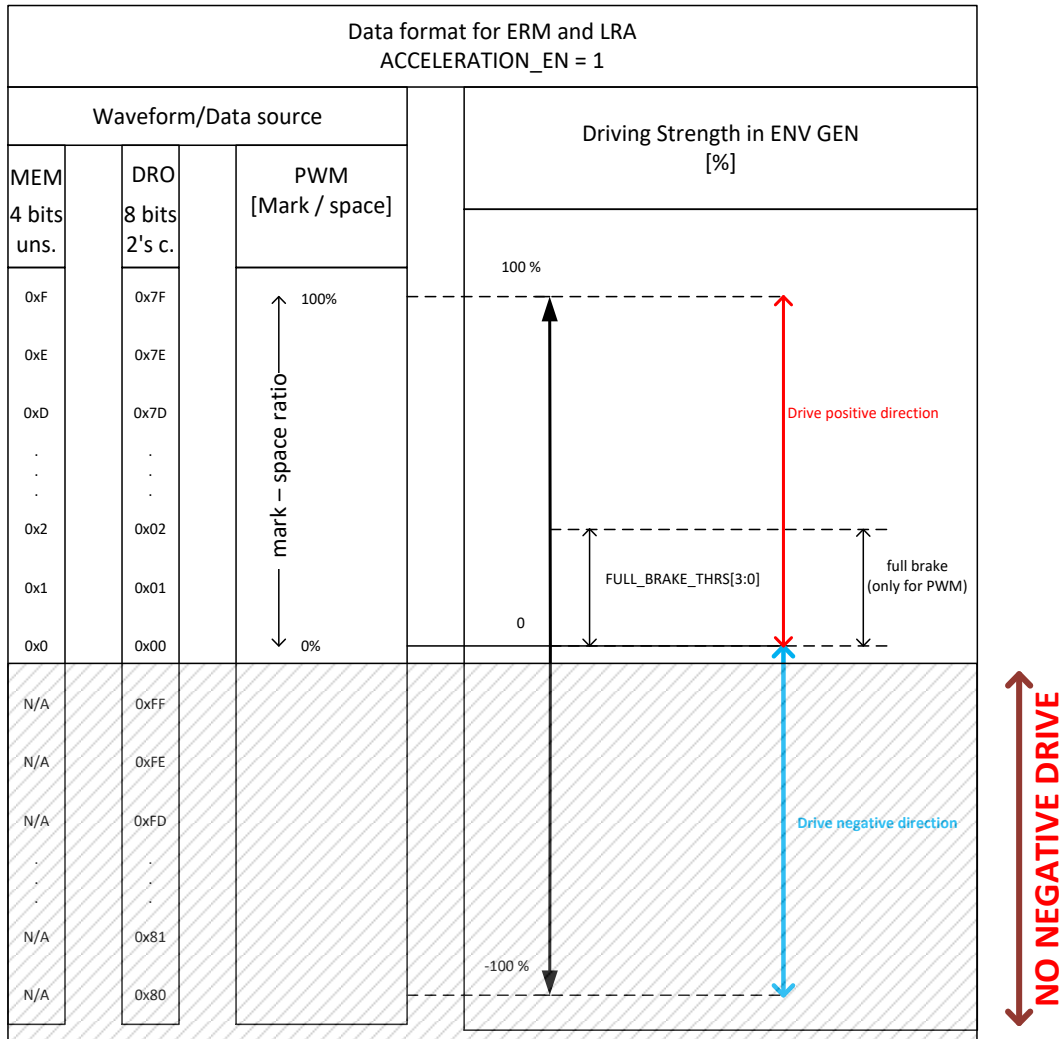 Data format for ERM and LRA
ACCELERATION_EN = 1
Waveform/Data source
Driving Strength in ENV GEN
[%]
MEM
4 bits
uns.
DRO
8 bits
2's c.
PWM
[Mark / space]
100 %
0xF 0x7F 100%
0xE 0x7E
mark – space ratio
0xD 0x7D Drive positive direction
. .
. .
. .
0x2 0x02
FULL_BRAKE_THRS[3:0]
full brake
(only for PWM)
0x1 0x01
0
0x0 0x00 0%
N/A 0xFF
N/A 0xFE
N/A 0xFD Drive negative direction
. .
. .
. .
N/A 0x81
-100 %
N/A 0x80
NO NEGATIVE DRIVE